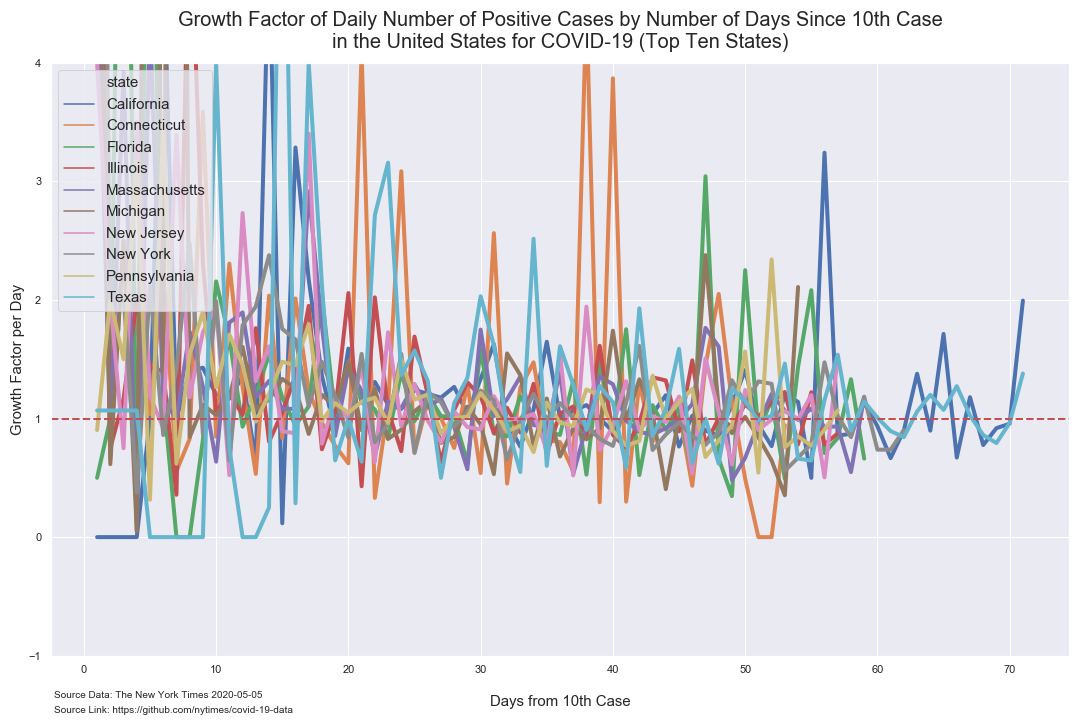 Growth Factor of Daily Number of Positive Cases by Number of Days Since 10th Case
in the United States for COVID-19 (Top Ten States)
4
3
2
1
0
−1
Growth Factor per Day
state
California
Connecticut
Florida
Illinois
Massachusetts
Michigan
New Jersey
New York
Pennsylvania
Texas
0 10 20 30 40 50 60 70
Days from 10th Case
Source Data: The New York Times 2020-05-05
Source Link: https://github.com/nytimes/covid-19-data